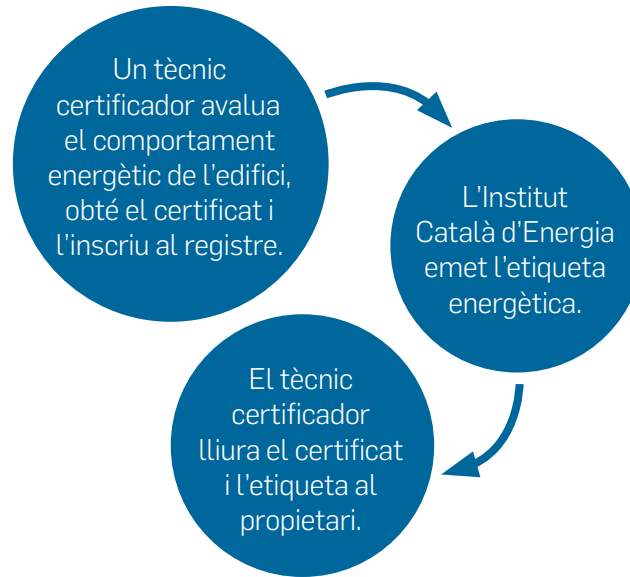 Un tècnic
certificador avalua
el comportament
energètic de l’edifici,
obté el certificat i
l’inscriu al registre.
L’Institut
Català d’Energia
emet l’etiqueta
energètica.
El tècnic
certificador
lliura el certificat
i l’etiqueta al
propietari.